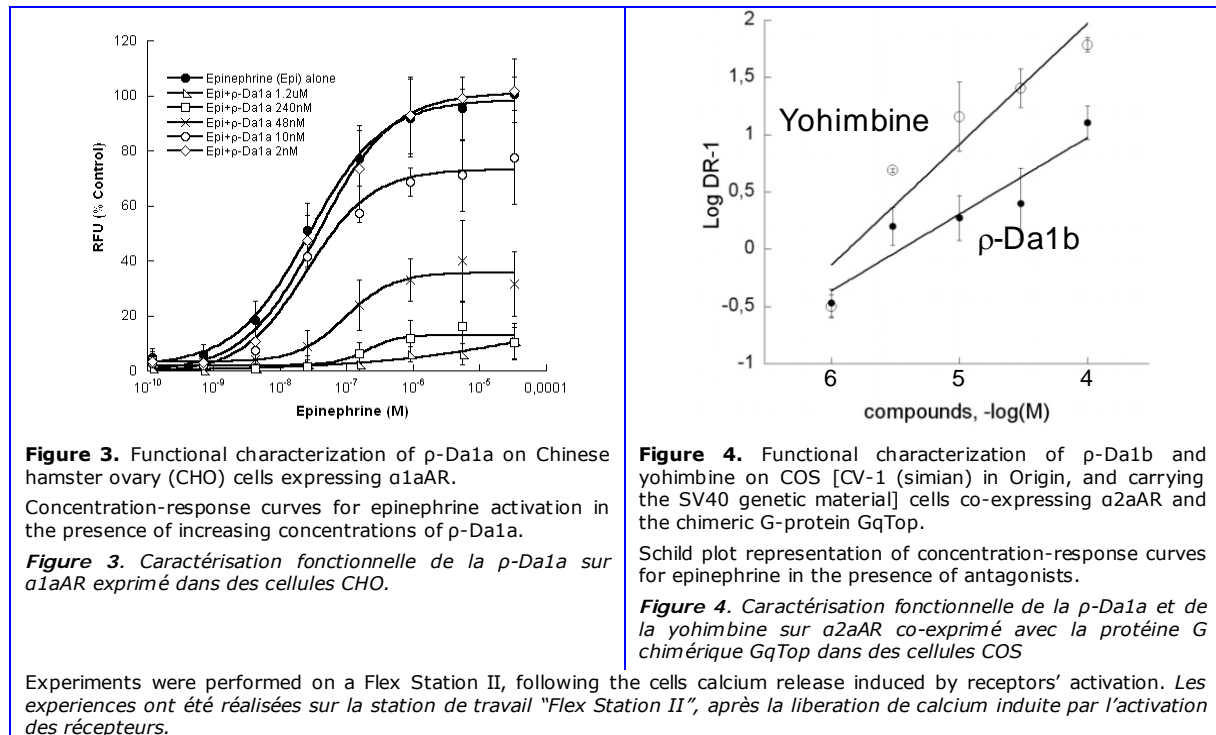 120
100
80
60
40
20
0
RFU (% Control)
Epinephrine (Epi) alone
Epi+ρ-Da1a 1.2uM
Epi+ρ-Da1a 240nM
Epi+ρ-Da1a 48nM
Epi+ρ-Da1a 10nM
Epi+ρ-Da1a 2nM
10⁻¹⁰ 10⁻⁹ 10⁻⁸ 10⁻⁷ 10⁻⁶ 10⁻⁵ 0,0001
Epinephrine (M)
Figure 3. Functional characterization of ρ-Da1a on Chinese
hamster ovary (CHO) cells expressing α1aAR.
Concentration-response curves for epinephrine activation in
the presence of increasing concentrations of ρ-Da1a.
Figure 3. Caractérisation fonctionnelle de la ρ-Da1a sur
α1aAR exprimé dans des cellules CHO.
2
1,5
1
0,5
0
-0,5
-1
Log DR-1
Yohimbine
ρ-Da1b
6 5 4
compounds, -log(M)
Figure 4. Functional characterization of ρ-Da1b and
yohimbine on COS [CV-1 (simian) in Origin, and carrying
the SV40 genetic material] cells co-expressing α2aAR and
the chimeric G-protein GqTop.
Schild plot representation of concentration-response curves
for epinephrine in the presence of antagonists.
Figure 4. Caractérisation fonctionnelle de la ρ-Da1a et de
la yohimbine sur α2aAR co-exprimé avec la protéine G
chimérique GqTop dans des cellules COS
Experiments were performed on a Flex Station II, following the cells calcium release induced by receptors' activation. Les
experiences ont été réalisées sur la station de travail "Flex Station II", après la liberation de calcium induite par l'activation
des récepteurs.